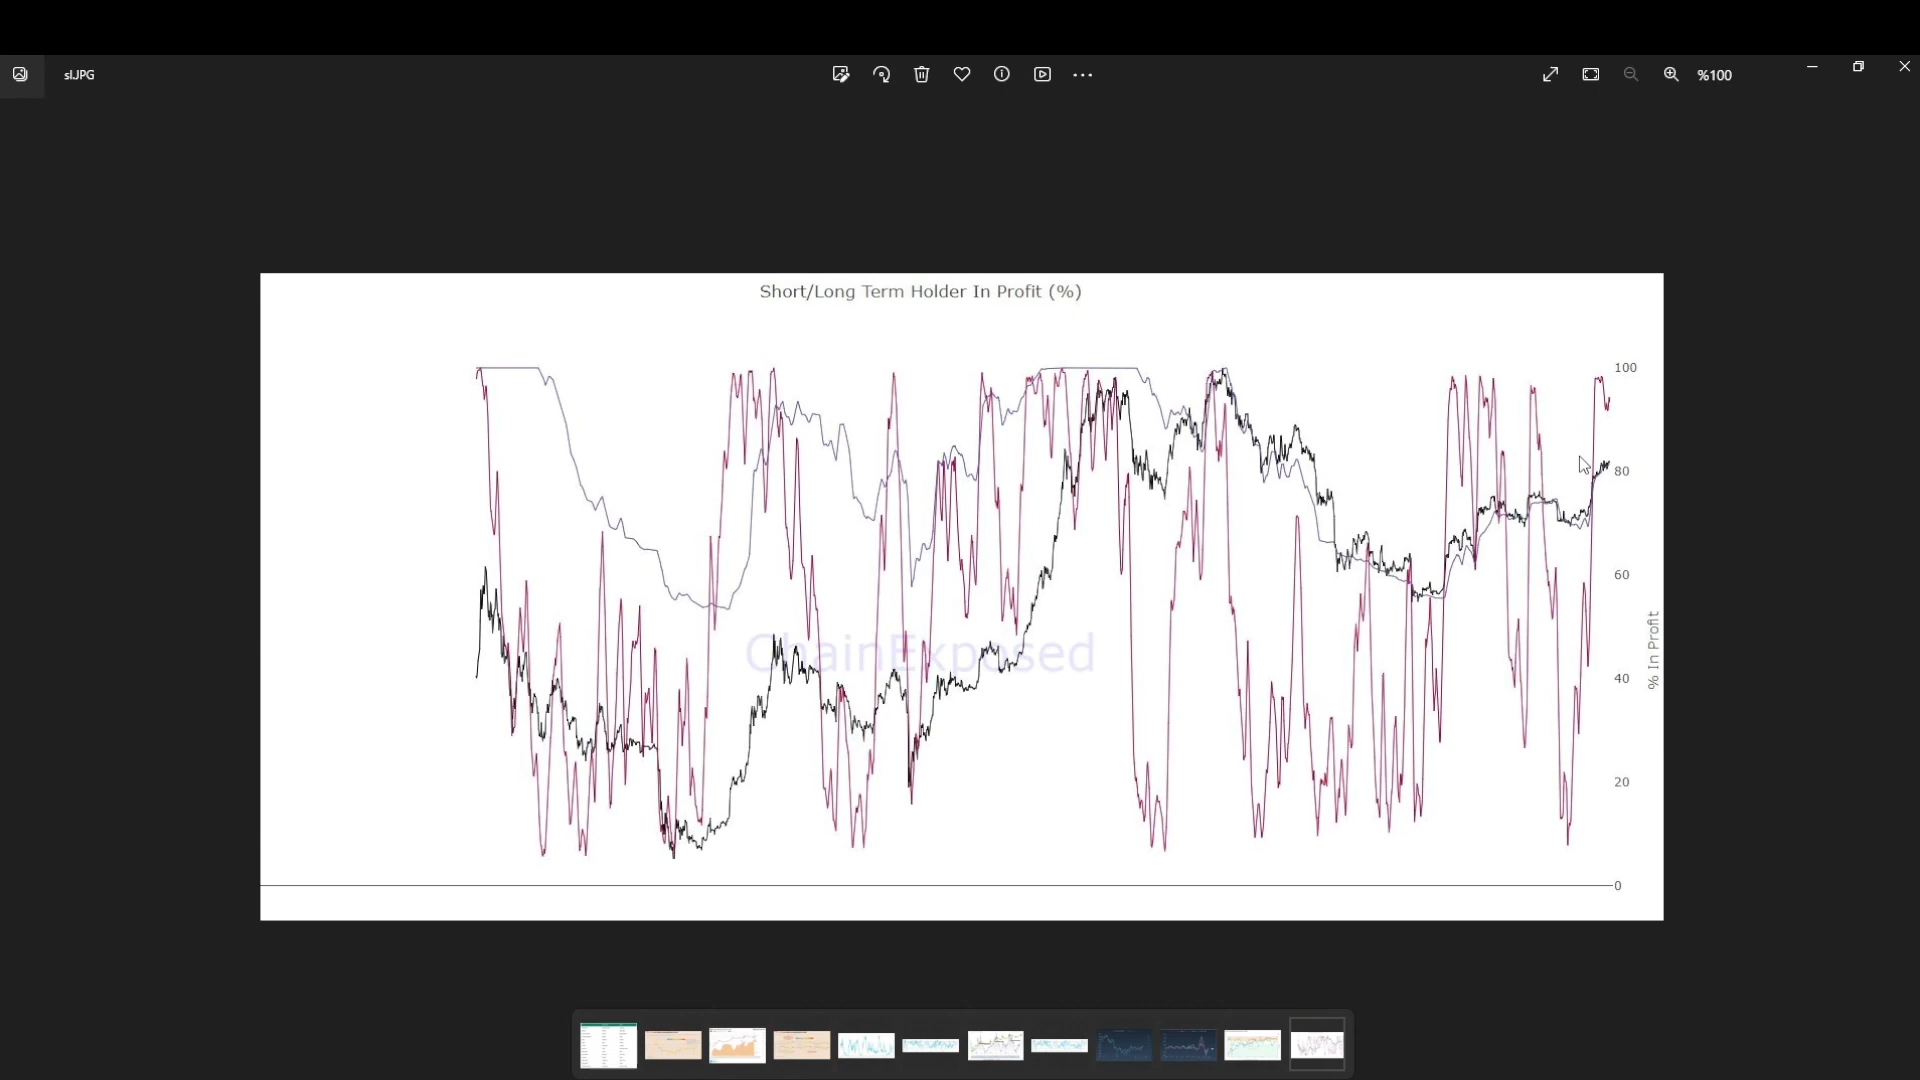 sl.JPG
%100
Short/Long Term Holder In Profit (%)
100
80
60
40
20
0
% In Profit
ChainExposed